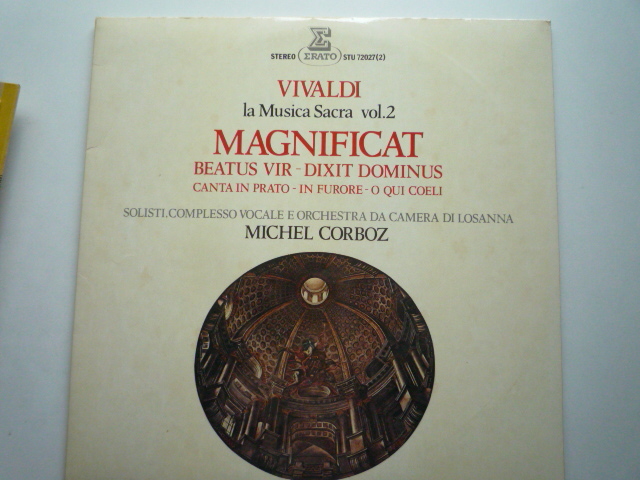 STEREO ERATO STU 72027(2)
VIVALDI
la Musica Sacra vol.2
MAGNIFICAT
BEATUS VIR - DIXIT DOMINUS
CANTA IN PRATO - IN FURORE - O QUI COELI
SOLISTI, COMPLESSO VOCALE E ORCHESTRA DA CAMERA DI LOSANNA
MICHEL CORBOZ